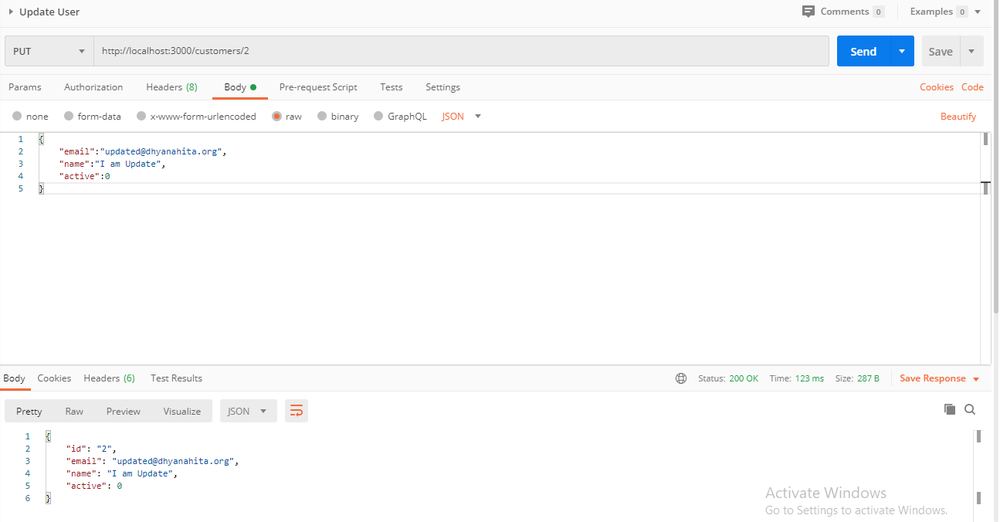 Update User
Comments 0 Examples 0
PUT http://localhost:3000/customers/2 Send Save
Params Authorization Headers (8) Body Pre-request Script Tests Settings Cookies Code
none form-data x-www-form-urlencoded raw binary GraphQL JSON Beautify
1 {
2 "email":"updated@dhyanahita.org",
3 "name":"I am Update",
4 "active":0
5 }
Body Cookies Headers (6) Test Results Status: 200 OK Time: 123 ms Size: 287 B Save Response
Pretty Raw Preview Visualize JSON
1 {
2 "id": "2",
3 "email": "updated@dhyanahita.org",
4 "name": "I am Update",
5 "active": 0
6 }
Activate Windows
Go to Settings to activate Windows.